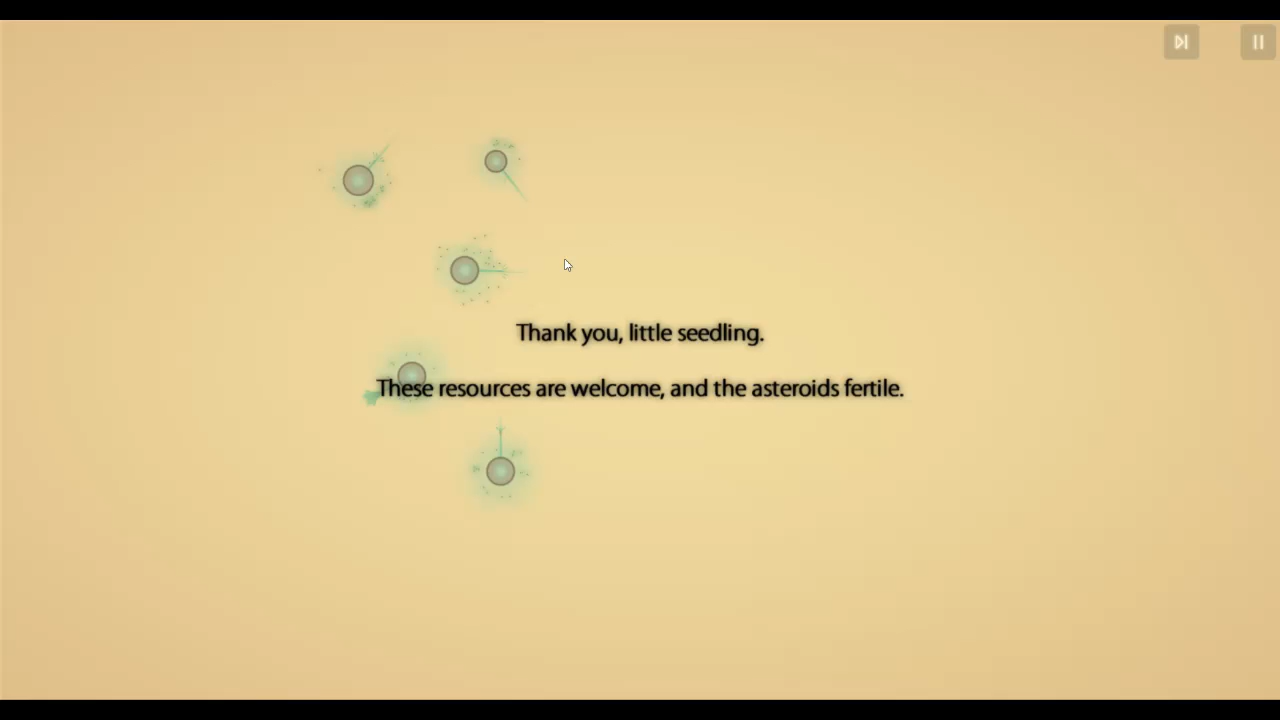 Thank you, little seedling.
These resources are welcome, and the asteroids fertile.